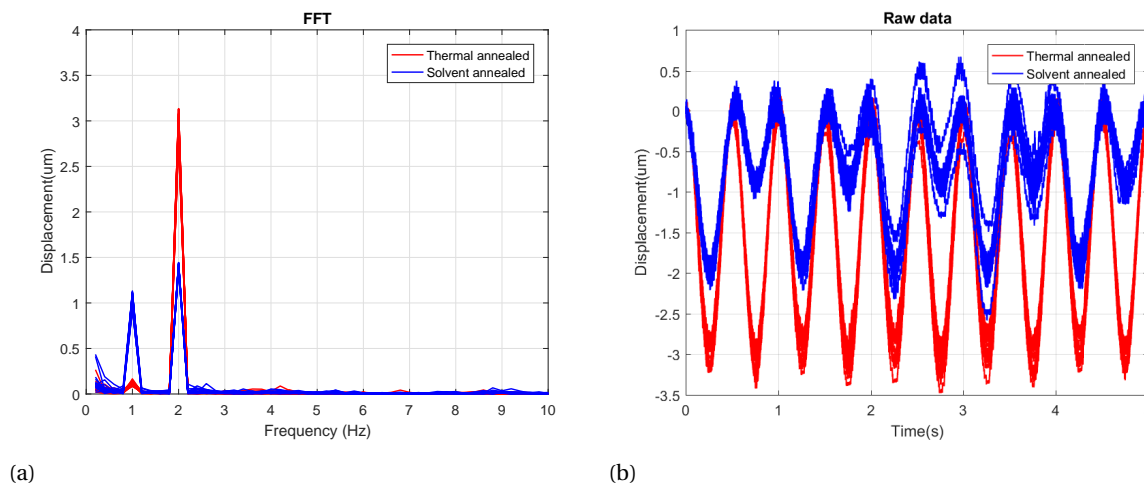 FFT
4
3.5
3
2.5
2
1.5
1
0.5
0
Displacement(um)
Thermal annealed
Solvent annealed
0 1 2 3 4 5 6 7 8 9 10
Frequency (Hz)
(a)
Raw data
1
0.5
0
-0.5
-1
-1.5
-2
-2.5
-3
-3.5
Displacement(um)
Thermal annealed
Solvent annealed
0 1 2 3 4
Time(s)
(b)